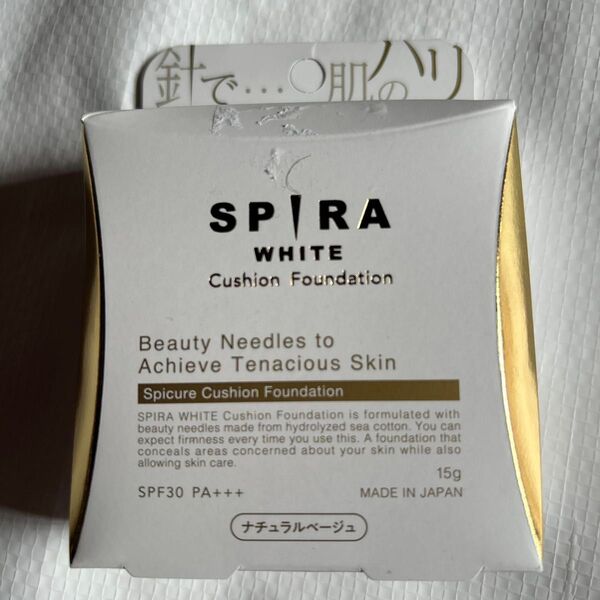 針で…肌のハリ
SPIRA
WHITE
Cushion Foundation
Beauty Needles to
Achieve Tenacious Skin
Spicure Cushion Foundation
SPIRA WHITE Cushion Foundation is formulated with
beauty needles made from hydrolyzed sea cotton. You can
expect firmness every time you use this. A foundation that
conceals areas concerned about your skin while also
allowing skin care.
15g
SPF30 PA+++ MADE IN JAPAN
ナチュラルベージュ